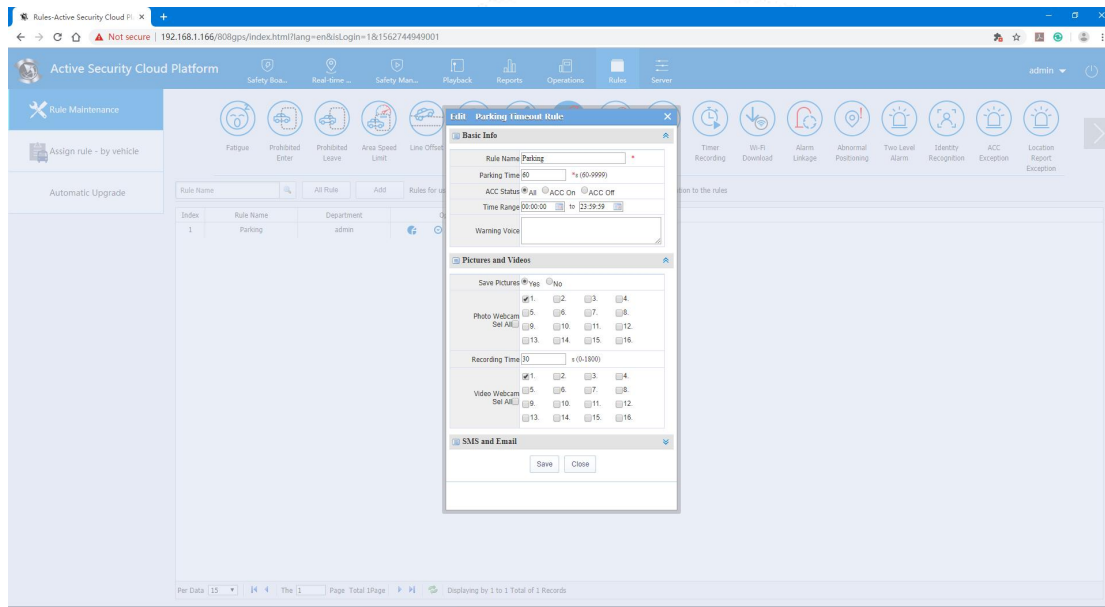 Rules-Active Security Cloud Pl
Not secure | 192.168.1.166/808gps/index.html?lang=en&isLogin=1&1562744949001
Active Security Cloud Platform
Safety Boa...
Real-time ...
Safety Man...
Playback
Reports
Operations
Rules
Server
admin
Rule Maintenance
Assign rule - by vehicle
Automatic Upgrade
Fatigue
Prohibited Enter
Prohibited Leave
Area Speed Limit
Line Offset
Timer Recording
Wi-Fi Download
Alarm Linkage
Abnormal Positioning
Two Level Alarm
Identity Recognition
ACC Exception
Location Report Exception
Rule Name
All Rule
Add
Rules for us
tion to the rules
Index Rule Name Department
1 Parking admin
Edit Parking Timeout Rule
Basic Info
Rule Name Parking *
Parking Time 60 *s (60-9999)
ACC Status All ACC On ACC Off
Time Range 00:00:00 to 23:59:59
Warning Voice
Pictures and Videos
Save Pictures Yes No
Photo Webcam
Sel All
1. 2. 3. 4.
5. 6. 7. 8.
9. 10. 11. 12.
13. 14. 15. 16.
Recording Time 30 s (0-1800)
Video Webcam
Sel All
1. 2. 3. 4.
5. 6. 7. 8.
9. 10. 11. 12.
13. 14. 15. 16.
SMS and Email
Save Close
Per Data 15 The 1 Page Total 1Page Displaying by 1 to 1 Total of 1 Records